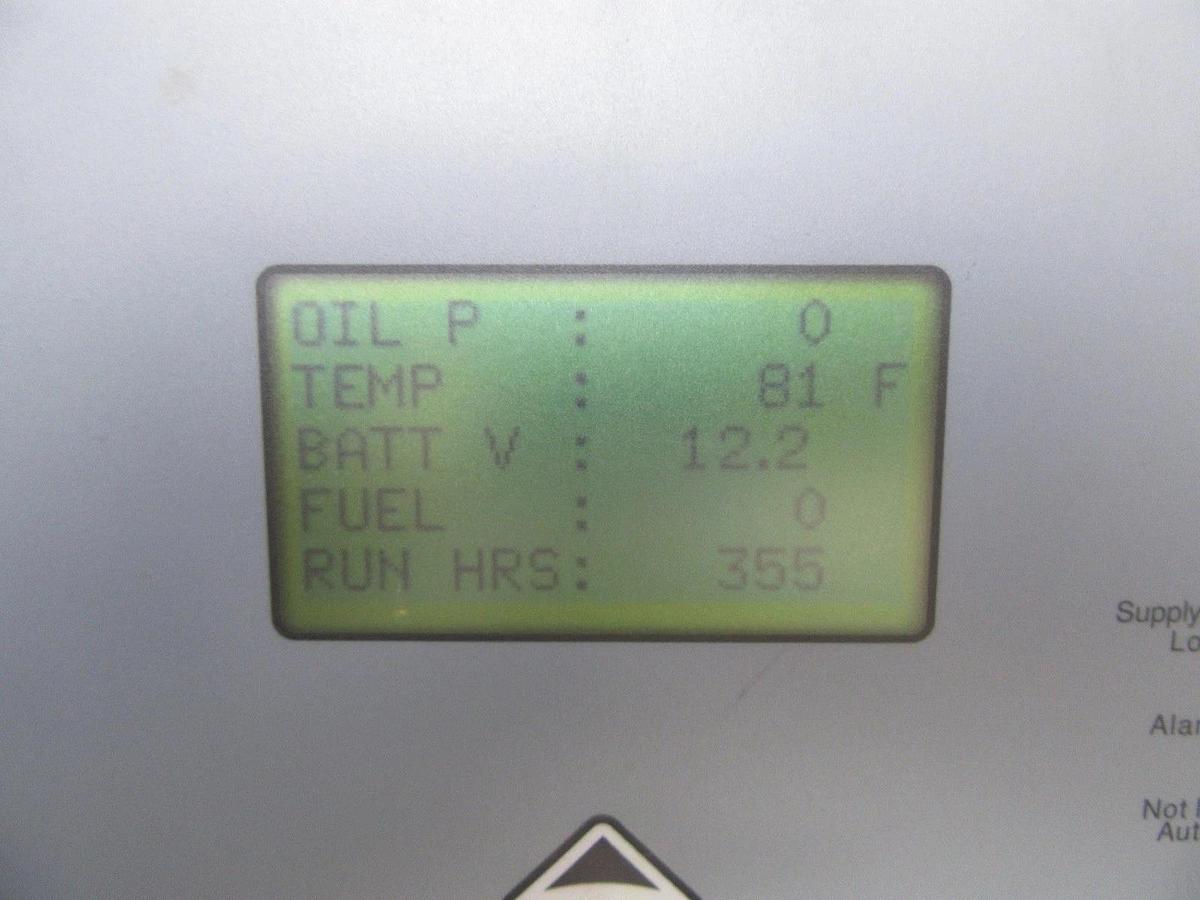 OIL P : 0
TEMP : 81 F
BATT V : 12.2
FUEL : 0
RUN HRS: 355
Supply
Lo
Alar
Not
Aut